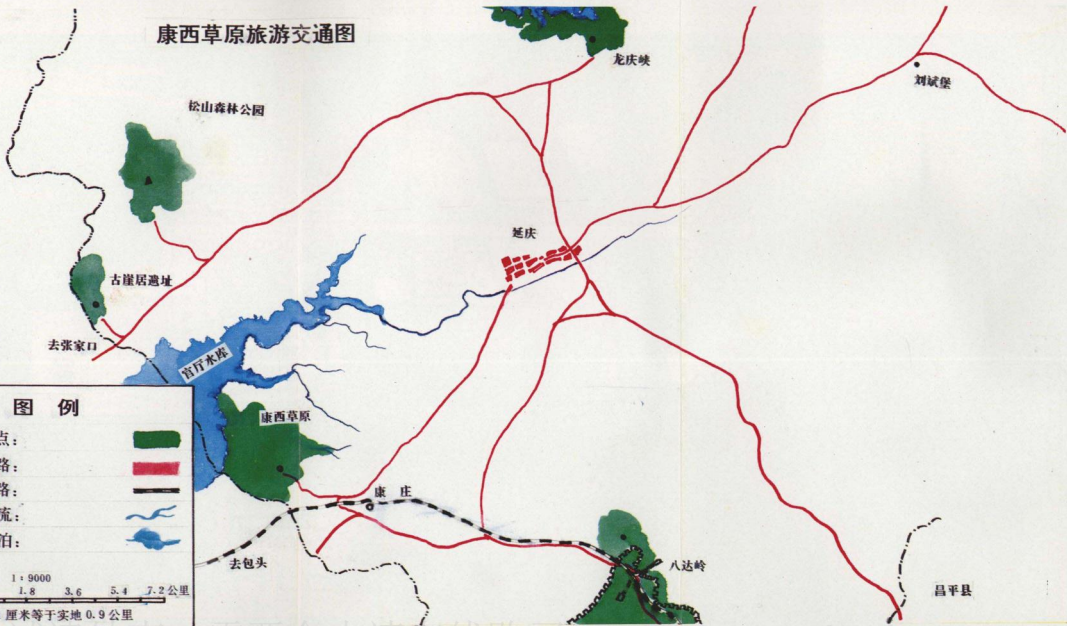 康西草原旅游交通图
龙庆峡
刘斌堡
松山森林公园
延庆
古崖居遗址
去张家口
官厅水库
康西草原
康庄
去包头
八达岭
昌平县
图例
点：
路：
路：
流：
泊：
1:9000
1.8 3.6 5.4 7.2公里
厘米等于实地0.9公里